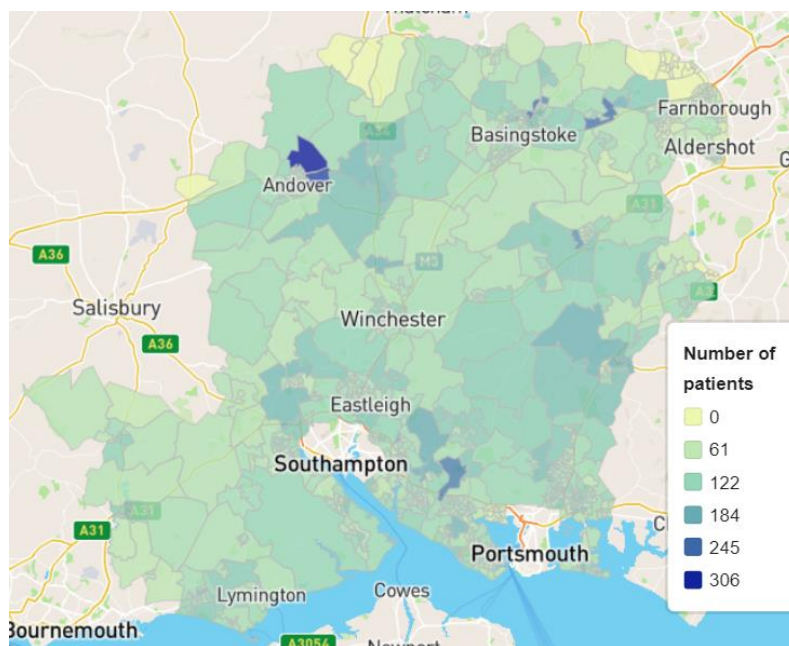 Farnborough
Basingstoke
Aldershot
A34
Andover
A31
A36
M3
Salisbury
Winchester
A36
Eastleigh
Southampton
A31
A31
Portsmouth
Lymington
Cowes
Bournemouth
A3056
Newport
Number of
patients
0
61
122
184
245
306